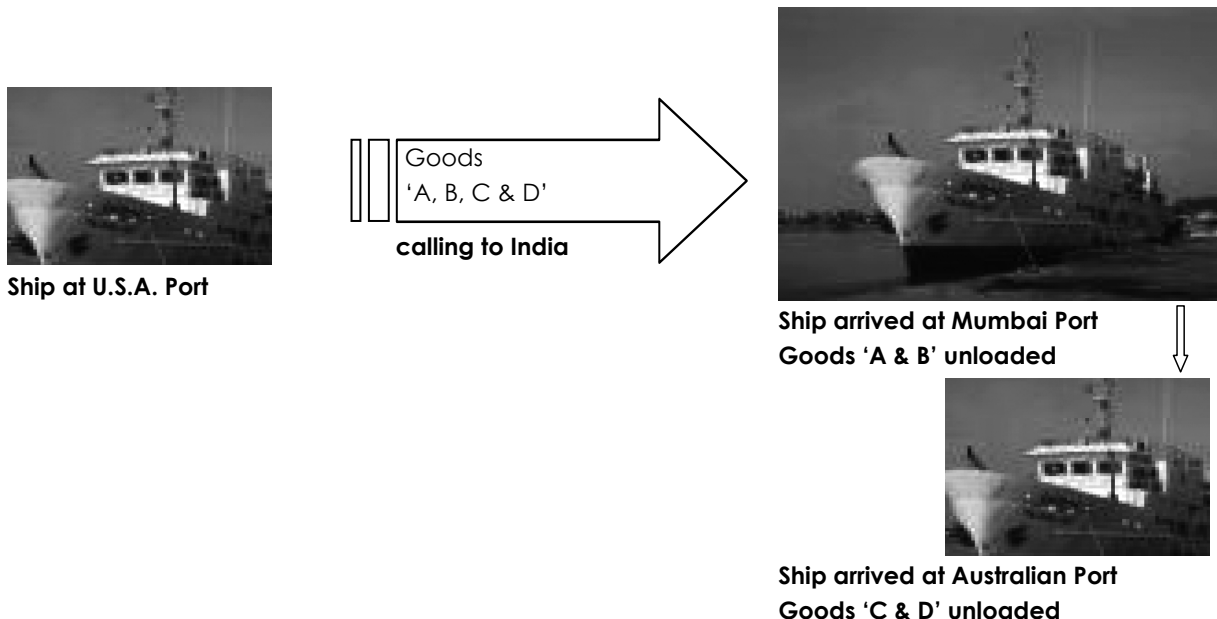 Goods
‘A, B, C & D’
calling to India
Ship at U.S.A. Port
Ship arrived at Mumbai Port
Goods ‘A & B’ unloaded
Ship arrived at Australian Port
Goods ‘C & D’ unloaded